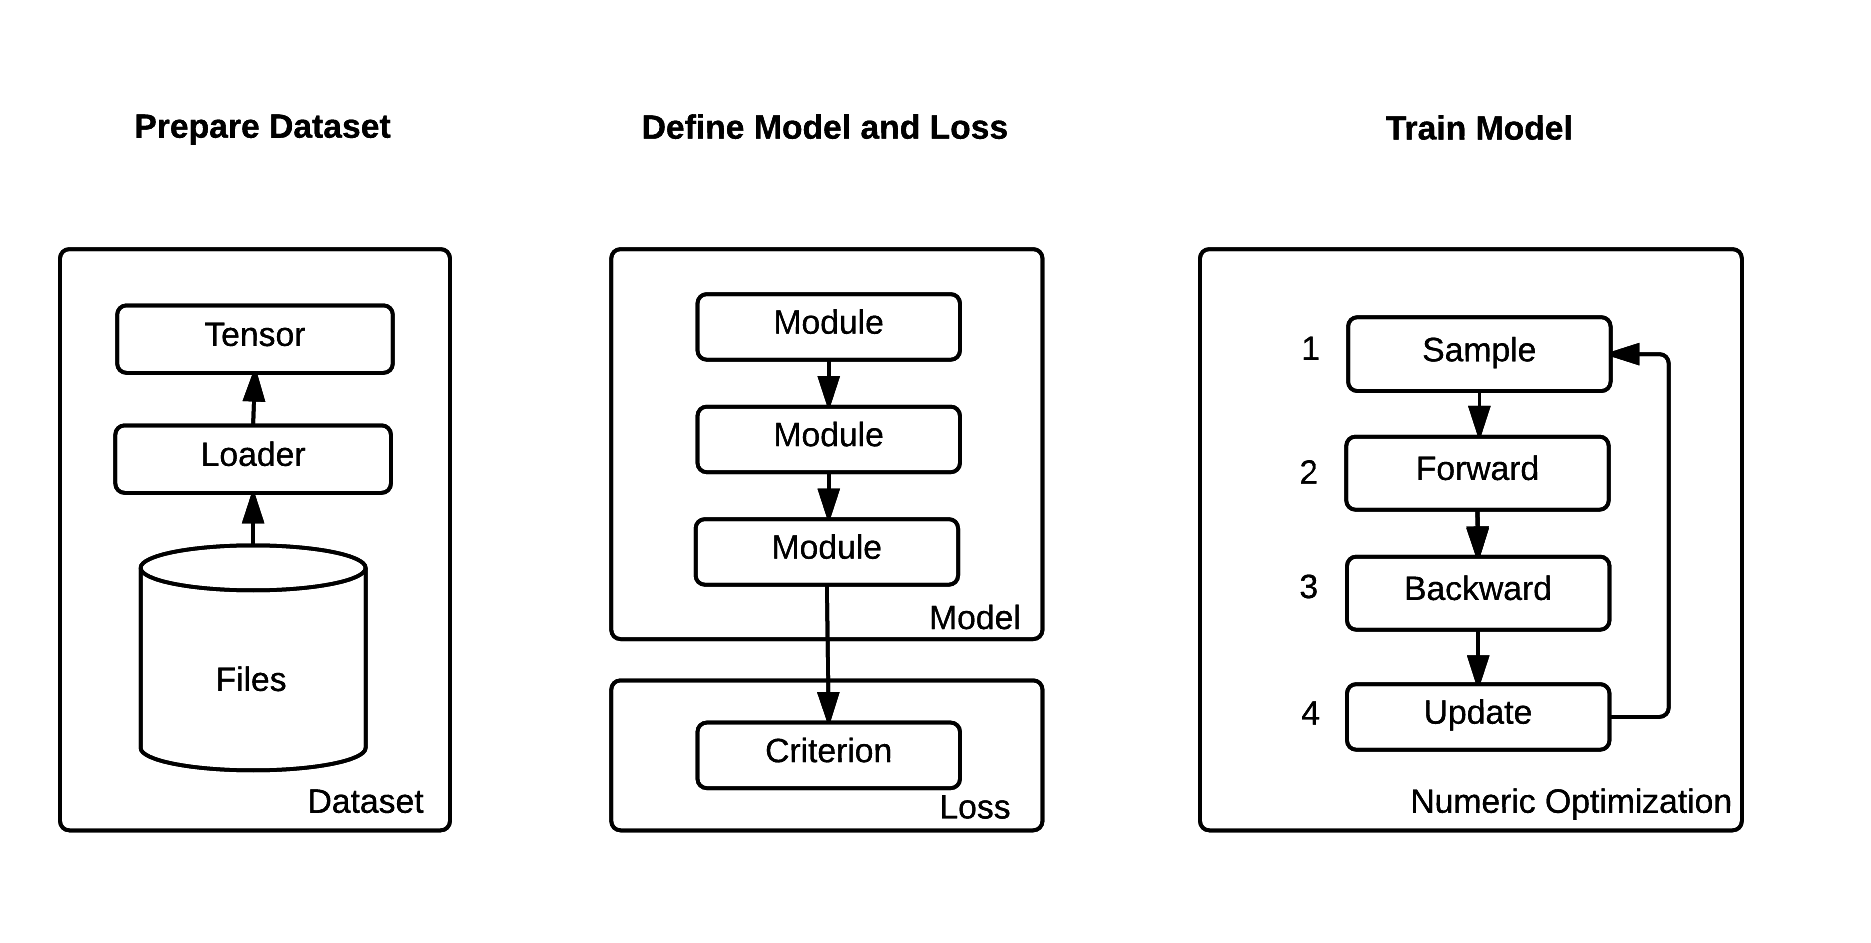 Prepare Dataset
Tensor
Loader
Files
Dataset
Define Model and Loss
Module
Module
Module
Model
Criterion
Loss
Train Model
1 Sample
2 Forward
3 Backward
4 Update
Numeric Optimization